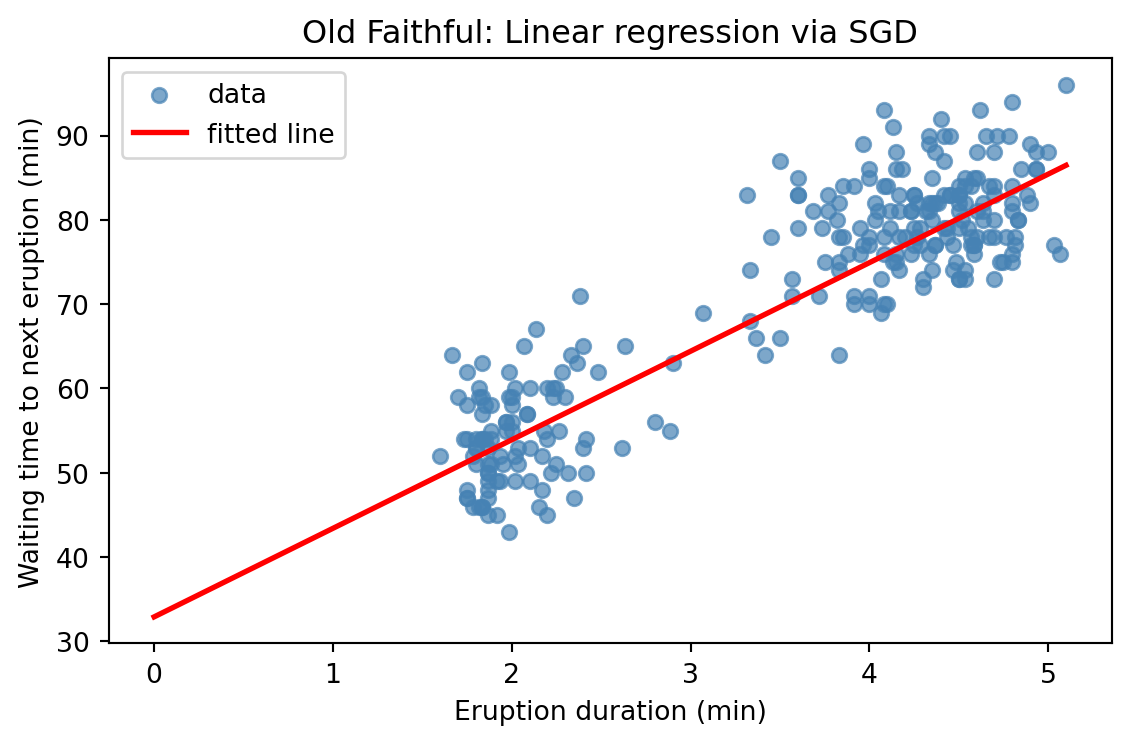 Old Faithful: Linear regression via SGD
data
fitted line
Waiting time to next eruption (min)
90
80
70
60
50
40
30
0 1 2 3 4 5
Eruption duration (min)